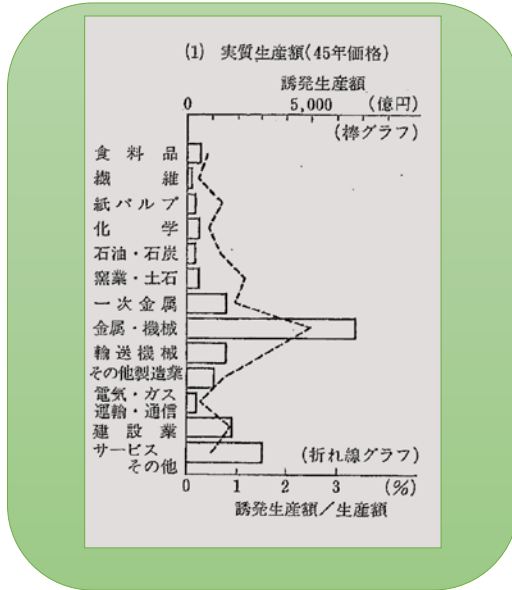 (1) 実質生産額(45年価格)
誘発生産額
0 5,000 (億円)
(棒グラフ)
食料品
繊維
紙パルプ
化学
石油・石炭
窯業・土石
一次金属
金属・機械
輸送機械
その他製造業
電気・ガス
運輸・通信
建設業
サービス
その他
(折れ線グラフ)
0 1 2 3 (%)
誘発生産額/生産額